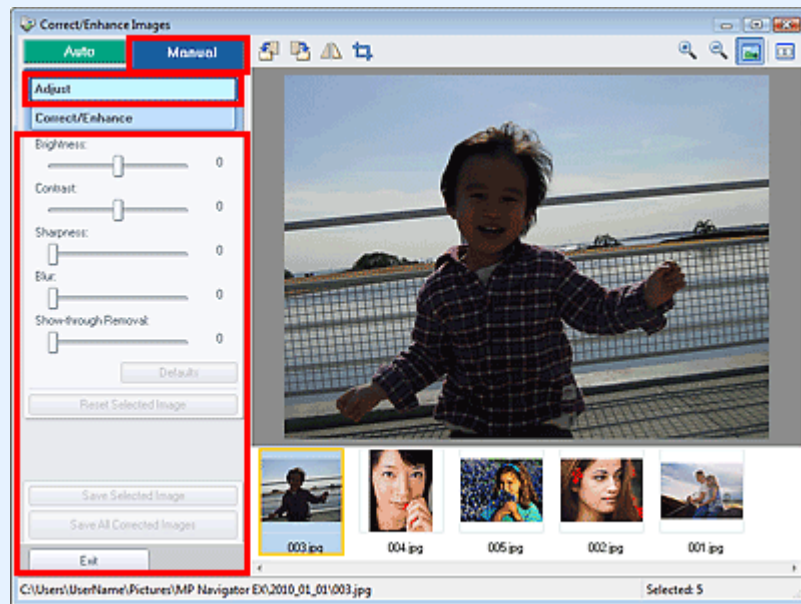 Correct/Enhance Images
Auto Manual
Adjust
Correct/Enhance
Brightness:
0
Contrast:
0
Sharpness:
0
Blur:
0
Show-through Removal:
0
Defaults
Reset Selected Image
Save Selected Image
Save All Corrected Images
Exit
003.jpg 004.jpg 005.jpg 002.jpg 001.jpg
C:\Users\UserName\Pictures\MP Navigator EX\2010_01_01\003.jpg Selected: 5